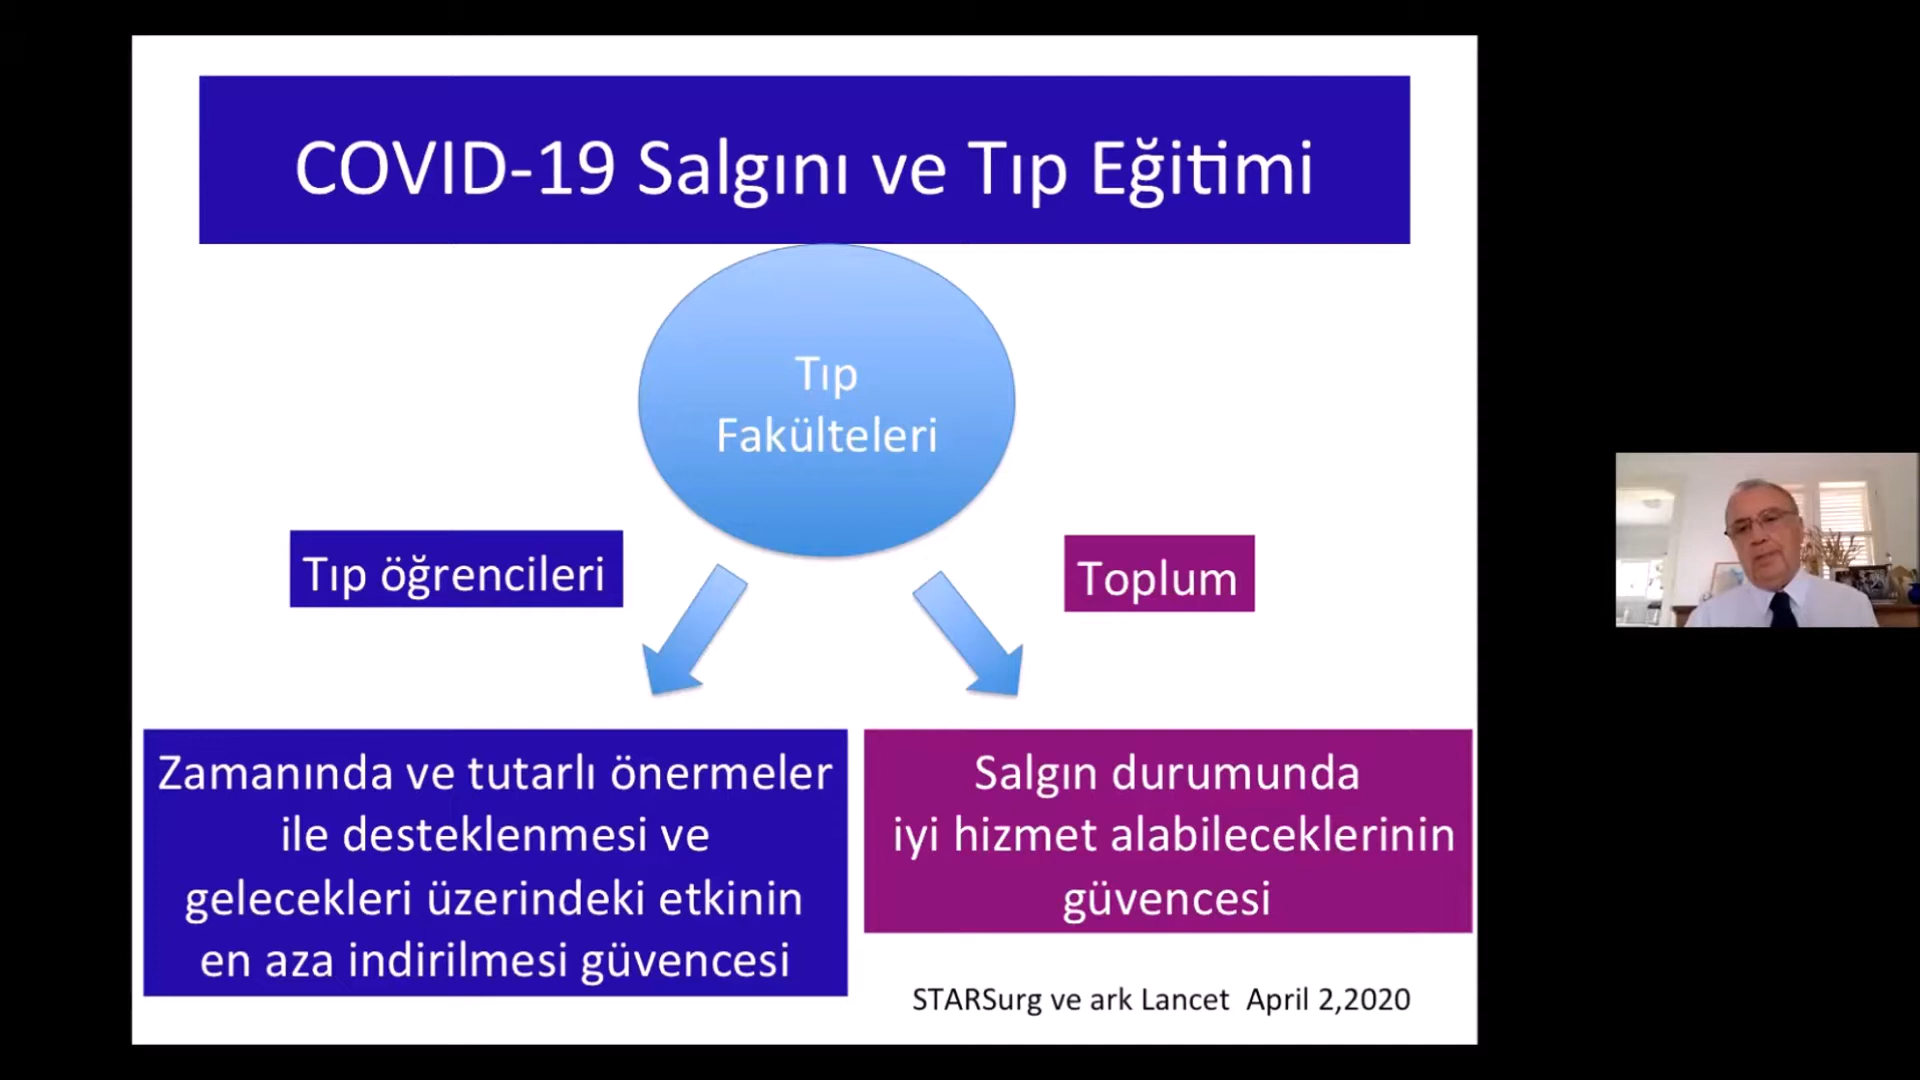 COVID-19 Salgını ve Tıp Eğitimi
Tıp
Fakülteleri
Tıp öğrencileri
Toplum
Zamanında ve tutarlı önermeler
ile desteklenmesi ve
gelecekleri üzerindeki etkinin
en aza indirilmesi güvencesi
Salgın durumunda
iyi hizmet alabileceklerinin
güvencesi
STARSurg ve ark Lancet April 2,2020